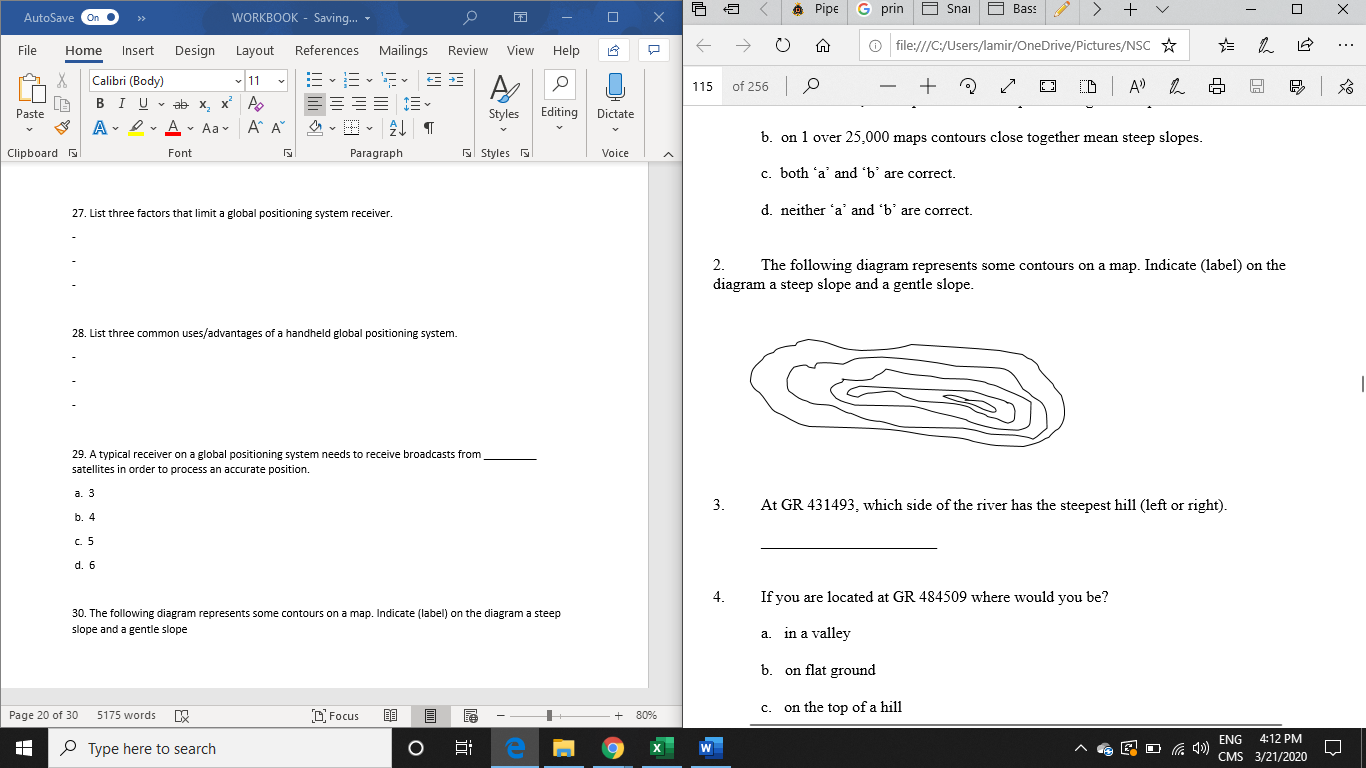 AutoSave On WORKBOOK - Saving...
File Home Insert Design Layout References Mailings Review View Help
Calibri (Body) 11
Paste B I U ab x₂ x² A
A A Aa A A
Styles Editing Dictate
Clipboard Font Paragraph Styles Voice
27. List three factors that limit a global positioning system receiver.
-
-
-
28. List three common uses/advantages of a handheld global positioning system.
-
-
-
29. A typical receiver on a global positioning system needs to receive broadcasts from __________
satellites in order to process an accurate position.
a. 3
b. 4
c. 5
d. 6
30. The following diagram represents some contours on a map. Indicate (label) on the diagram a steep
slope and a gentle slope
Page 20 of 30 5175 words Focus 80%
Pipe prin Snai Bass
file:///C:/Users/lamir/OneDrive/Pictures/NSC
115 of 256
b. on 1 over 25,000 maps contours close together mean steep slopes.
c. both ‘a’ and ‘b’ are correct.
d. neither ‘a’ and ‘b’ are correct.
2. The following diagram represents some contours on a map. Indicate (label) on the
diagram a steep slope and a gentle slope.
3. At GR 431493, which side of the river has the steepest hill (left or right).
4. If you are located at GR 484509 where would you be?
a. in a valley
b. on flat ground
c. on the top of a hill
Type here to search
ENG 4:12 PM
CMS 3/21/2020